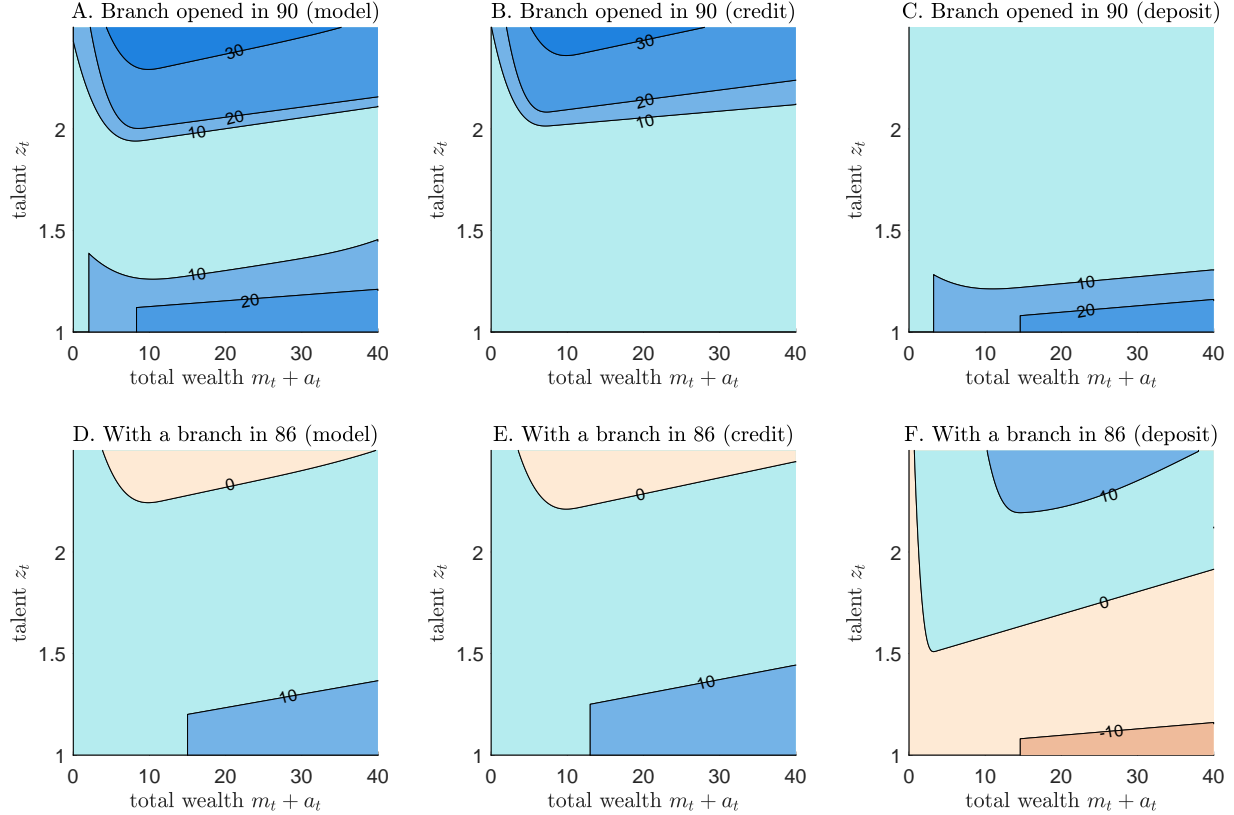 A. Branch opened in 90 (model)
30
20
10
10
20
2
1.5
1
0 10 20 30 40
talent z_t
total wealth m_t + a_t
B. Branch opened in 90 (credit)
30
20
10
2
1.5
1
0 10 20 30 40
talent z_t
total wealth m_t + a_t
C. Branch opened in 90 (deposit)
10
20
2
1.5
1
0 10 20 30 40
talent z_t
total wealth m_t + a_t
D. With a branch in 86 (model)
0
10
2
1.5
1
0 10 20 30 40
talent z_t
total wealth m_t + a_t
E. With a branch in 86 (credit)
0
10
2
1.5
1
0 10 20 30 40
talent z_t
total wealth m_t + a_t
F. With a branch in 86 (deposit)
10
0
-10
2
1.5
1
0 10 20 30 40
talent z_t
total wealth m_t + a_t